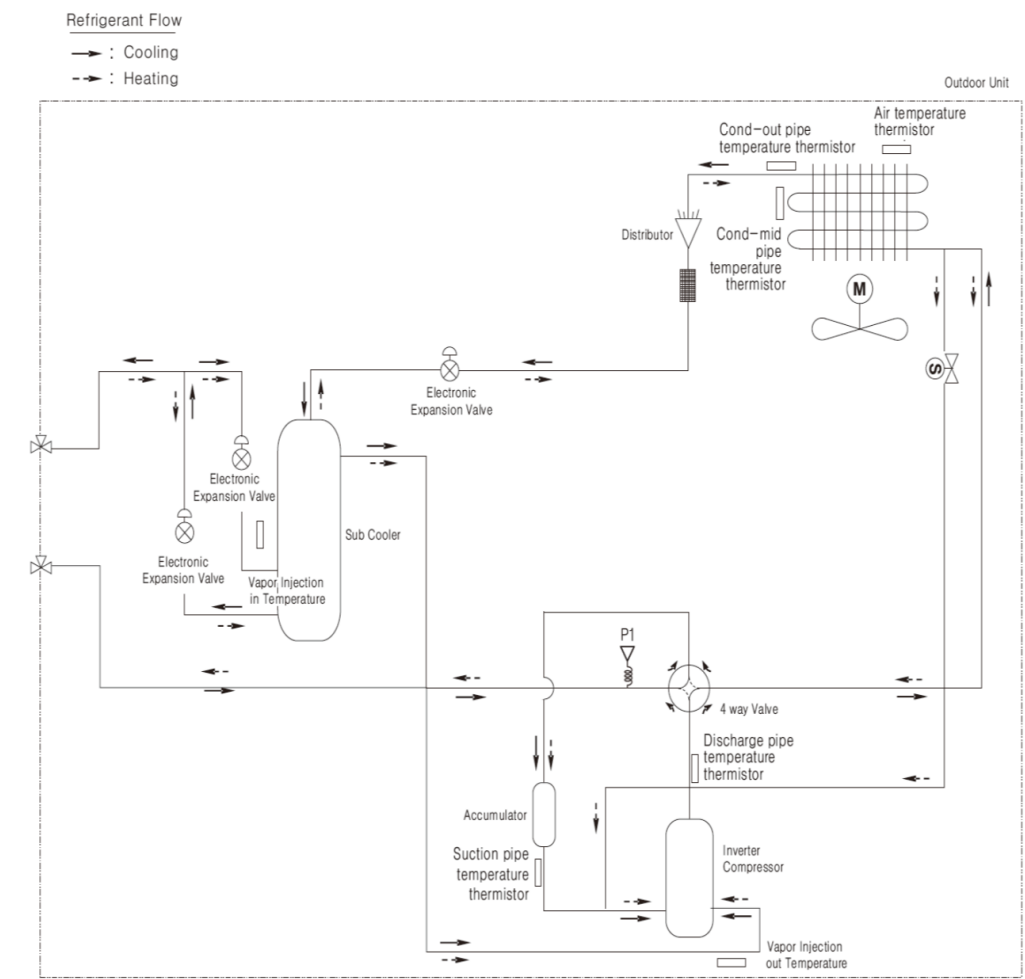 Refrigerant Flow
: Cooling
: Heating
Outdoor Unit
Air temperature
thermistor
Cond-out pipe
temperature thermistor
Distributor
Cond-mid
pipe
temperature
thermistor
M
S
Electronic
Expansion Valve
Electronic
Expansion Valve
Sub Cooler
Electronic
Expansion Valve
Vapor Injection
in Temperature
P1
4 way Valve
Discharge pipe
temperature
thermistor
Accumulator
Suction pipe
temperature
thermistor
Inverter
Compressor
Vapor Injection
out Temperature